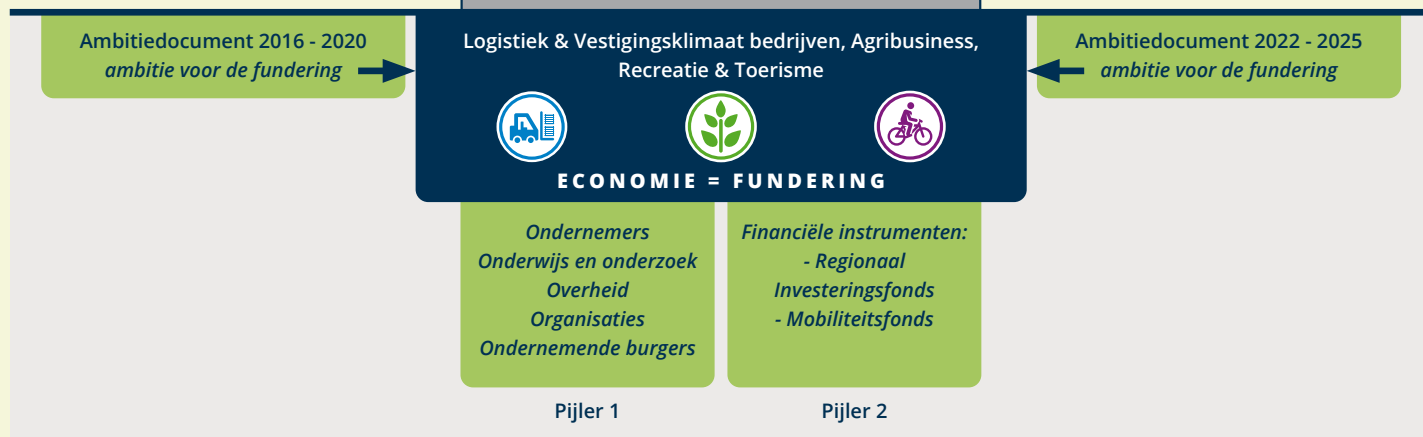 Ambitiedocument 2016 - 2020
ambitie voor de fundering
Logistiek & Vestigingsklimaat bedrijven, Agribusiness,
Recreatie & Toerisme
Ambitiedocument 2022 - 2025
ambitie voor de fundering
ECONOMIE = FUNDERING
Ondernemers
Onderwijs en onderzoek
Overheid
Organisaties
Ondernemende burgers
Financiële instrumenten:
- Regionaal
Investeringsfonds
- Mobiliteitsfonds
Pijler 1
Pijler 2